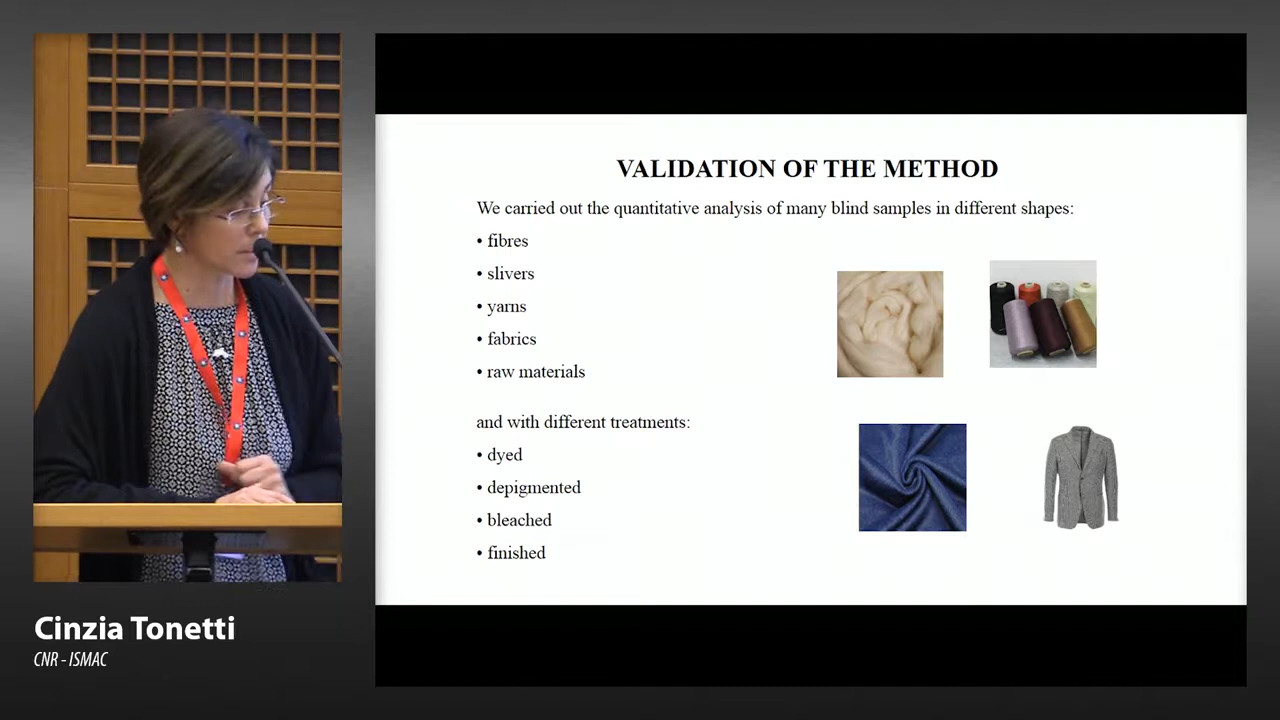 VALIDATION OF THE METHOD
We carried out the quantitative analysis of many blind samples in different shapes:
• fibres
• slivers
• yarns
• fabrics
• raw materials
and with different treatments:
• dyed
• depigmented
• bleached
• finished
Cinzia Tonetti
CNR - ISMAC